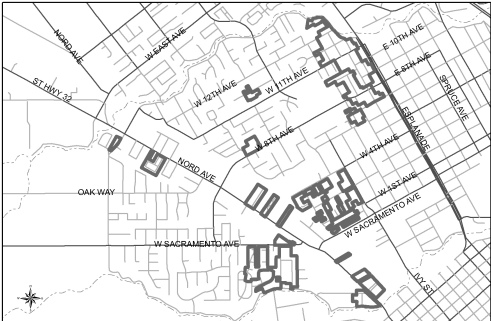 NORD AVE
W EAST AVE
E 10TH AVE
E 8TH AVE
ST HWY 32
W 11TH AVE
W 12TH AVE
SPRUCE AVE
ESPLANADE
W 8TH AVE
W 4TH AVE
NORD AVE
OAK WAY
W 1ST AVE
W SACRAMENTO AVE
W SACRAMENTO AVE
IVY ST